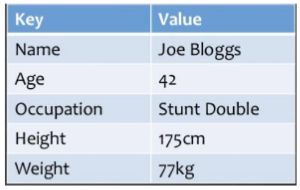 Key Value
Name Joe Bloggs
Age 42
Occupation Stunt Double
Height 175cm
Weight 77kg